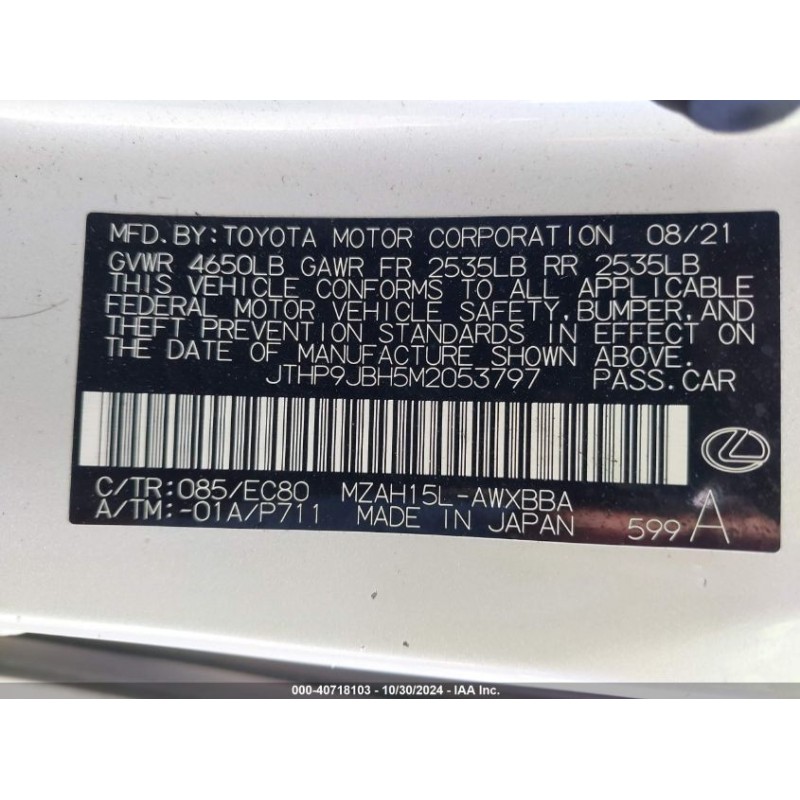 MFD.BY:TOYOTA MOTOR CORPORATION 08/21
GVWR 4650LB GAWR FR 2535LB RR 2535LB
THIS VEHICLE CONFORMS TO ALL APPLICABLE
FEDERAL MOTOR VEHICLE SAFETY,BUMPER,AND
THEFT PREVENTION STANDARDS IN EFFECT ON
THE DATE OF MANUFACTURE SHOWN ABOVE.
JTHP9JBH5M2053797 PASS.CAR
C/TR:085/EC80 MZAH15L-AWXBBA
A/TM:-01A/P711 MADE IN JAPAN 599 A
000-40718103 - 10/30/2024 - IAA Inc.